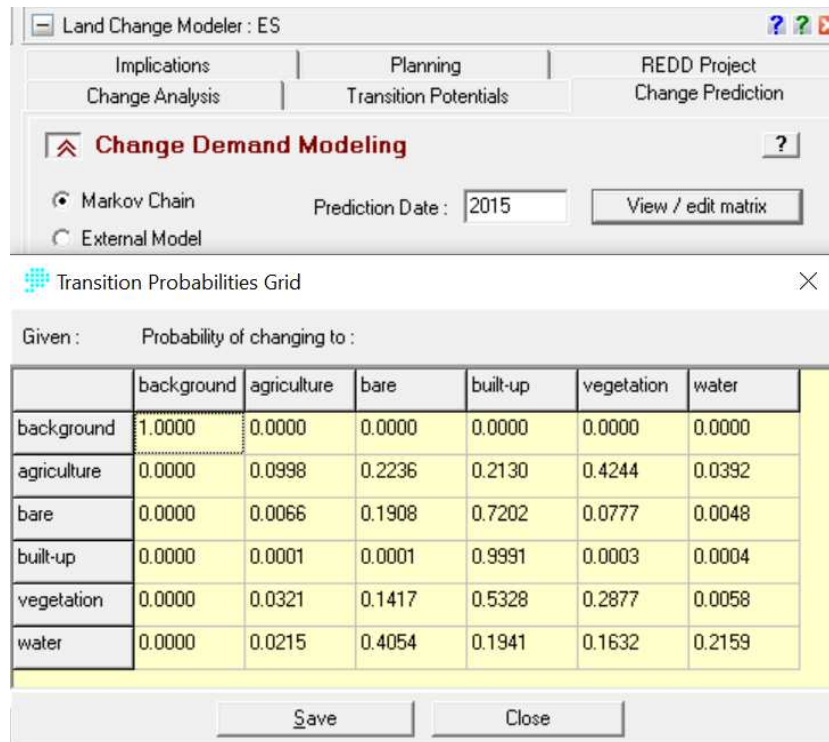 Land Change Modeler : ES ? ?
Implications Planning REDD Project
Change Analysis Transition Potentials Change Prediction
Change Demand Modeling ?
Markov Chain Prediction Date : 2015 View / edit matrix
External Model
Transition Probabilities Grid
Given : Probability of changing to :
background agriculture bare built-up vegetation water
background 1.0000 0.0000 0.0000 0.0000 0.0000 0.0000
agriculture 0.0000 0.0998 0.2236 0.2130 0.4244 0.0392
bare 0.0000 0.0066 0.1908 0.7202 0.0777 0.0048
built-up 0.0000 0.0001 0.0001 0.9991 0.0003 0.0004
vegetation 0.0000 0.0321 0.1417 0.5328 0.2877 0.0058
water 0.0000 0.0215 0.4054 0.1941 0.1632 0.2159
Save Close